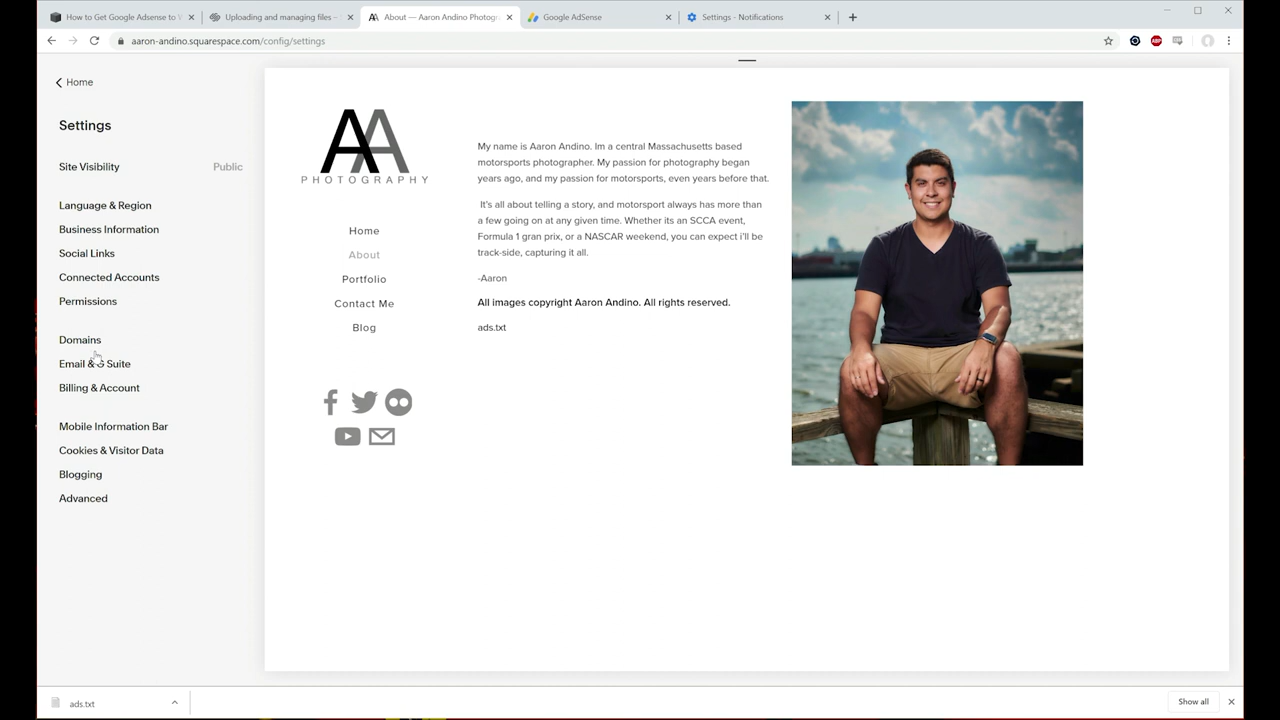 How to Get Google Adsense to V
Uploading and managing files –
AA About — Aaron Andino Photogr
Google AdSense
Settings - Notifications
aaron-andino.squarespace.com/config/settings
ABP
Home
Settings
Site Visibility Public
Language & Region
Business Information
Social Links
Connected Accounts
Permissions
Domains
Email & G Suite
Billing & Account
Mobile Information Bar
Cookies & Visitor Data
Blogging
Advanced
AA
PHOTOGRAPHY
Home
About
Portfolio
Contact Me
Blog
My name is Aaron Andino. Im a central Massachusetts based
motorsports photographer. My passion for photography began
years ago, and my passion for motorsports, even years before that.
It's all about telling a story, and motorsport always has more than
a few going on at any given time. Whether its an SCCA event,
Formula 1 gran prix, or a NASCAR weekend, you can expect i'll be
track-side, capturing it all.
-Aaron
All images copyright Aaron Andino. All rights reserved.
ads.txt
ads.txt
Show all